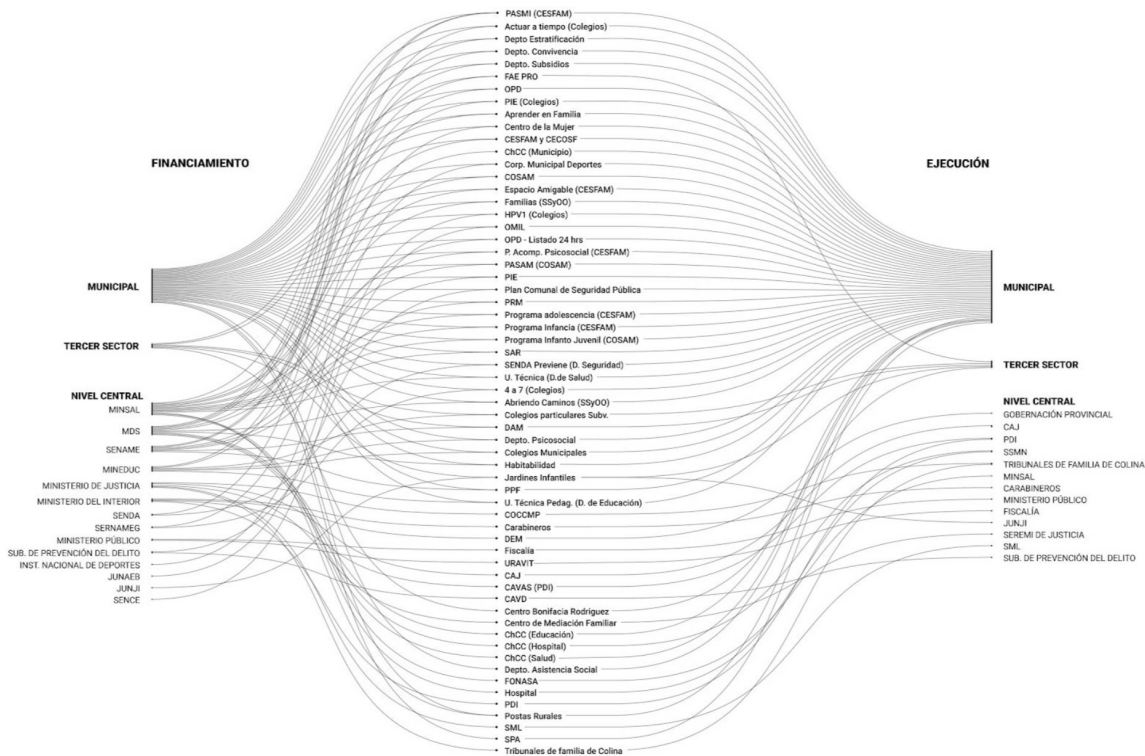 FINANCIAMIENTO
MUNICIPAL
TERCER SECTOR
NIVEL CENTRAL
MINSAL
MDS
SENAME
MINEDUC
MINISTERIO DE JUSTICIA
MINISTERIO DEL INTERIOR
SENDA
SERNAMEG
MINISTERIO PÚBLICO
SUB. DE PREVENCIÓN DEL DELITO
INST. NACIONAL DE DEPORTES
JUNAEB
JUNJI
SENCE
PASMI (CESFAM)
Actuar a tiempo (Colegios)
Depto Estratificación
Depto. Convivencia
Depto. Subsidios
FAE PRO
OPD
PIE (Colegios)
Aprender en Familia
Centro de la Mujer
CESFAM y CECOSF
ChCC (Municipio)
Corp. Municipal Deportes
COSAM
Espacio Amigable (CESFAM)
Familias (SSyOO)
HPV1 (Colegios)
OMIL
OPD - Listado 24 hrs
P. Acomp. Psicosocial (CESFAM)
PASAM (COSAM)
PIE
Plan Comunal de Seguridad Pública
PRM
Programa adolescencia (CESFAM)
Programa Infancia (CESFAM)
Programa Infanto Juvenil (COSAM)
SAR
SENDA Previene (D. Seguridad)
U. Técnica (D.de Salud)
4 a 7 (Colegios)
Abriendo Caminos (SSyOO)
Colegios particulares Subv.
DAM
Depto. Psicosocial
Colegios Municipales
Habitabilidad
Jardines Infantiles
PPF
U. Técnica Pedag. (D. de Educación)
COCCMP
Carabineros
DEM
Fiscalía
URAVIT
CAJ
CAVAS (PDI)
CAVD
Centro Bonifacia Rodríguez
Centro de Mediación Familiar
ChCC (Educación)
ChCC (Hospital)
ChCC (Salud)
Depto. Asistencia Social
FONASA
Hospital
PDI
Postas Rurales
SML
SPA
Tribunales de familia de Colina
EJECUCIÓN
MUNICIPAL
TERCER SECTOR
NIVEL CENTRAL
GOBERNACIÓN PROVINCIAL
CAJ
PDI
SSMN
TRIBUNALES DE FAMILIA DE COLINA
MINSAL
CARABINEROS
MINISTERIO PÚBLICO
FISCALÍA
JUNJI
SEREMI DE JUSTICIA
SML
SUB. DE PREVENCIÓN DEL DELITO